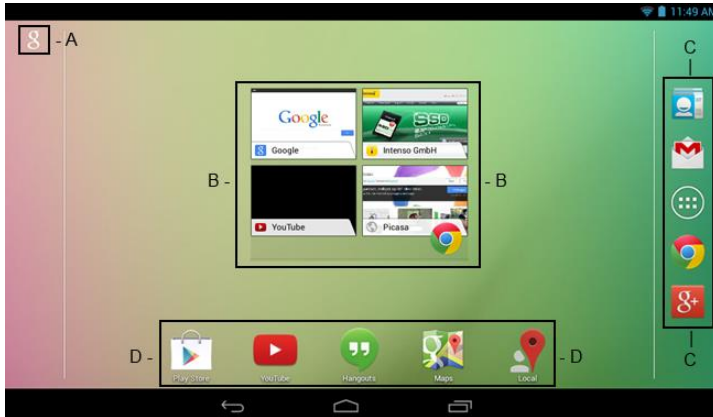 11:49 AM
g - A
C
Google
SSD
Google
Intenso GmbH
B -
- B
YouTube
Picasa
g+
D -
- D
Play Store
YouTube
Hangouts
Maps
Local
C